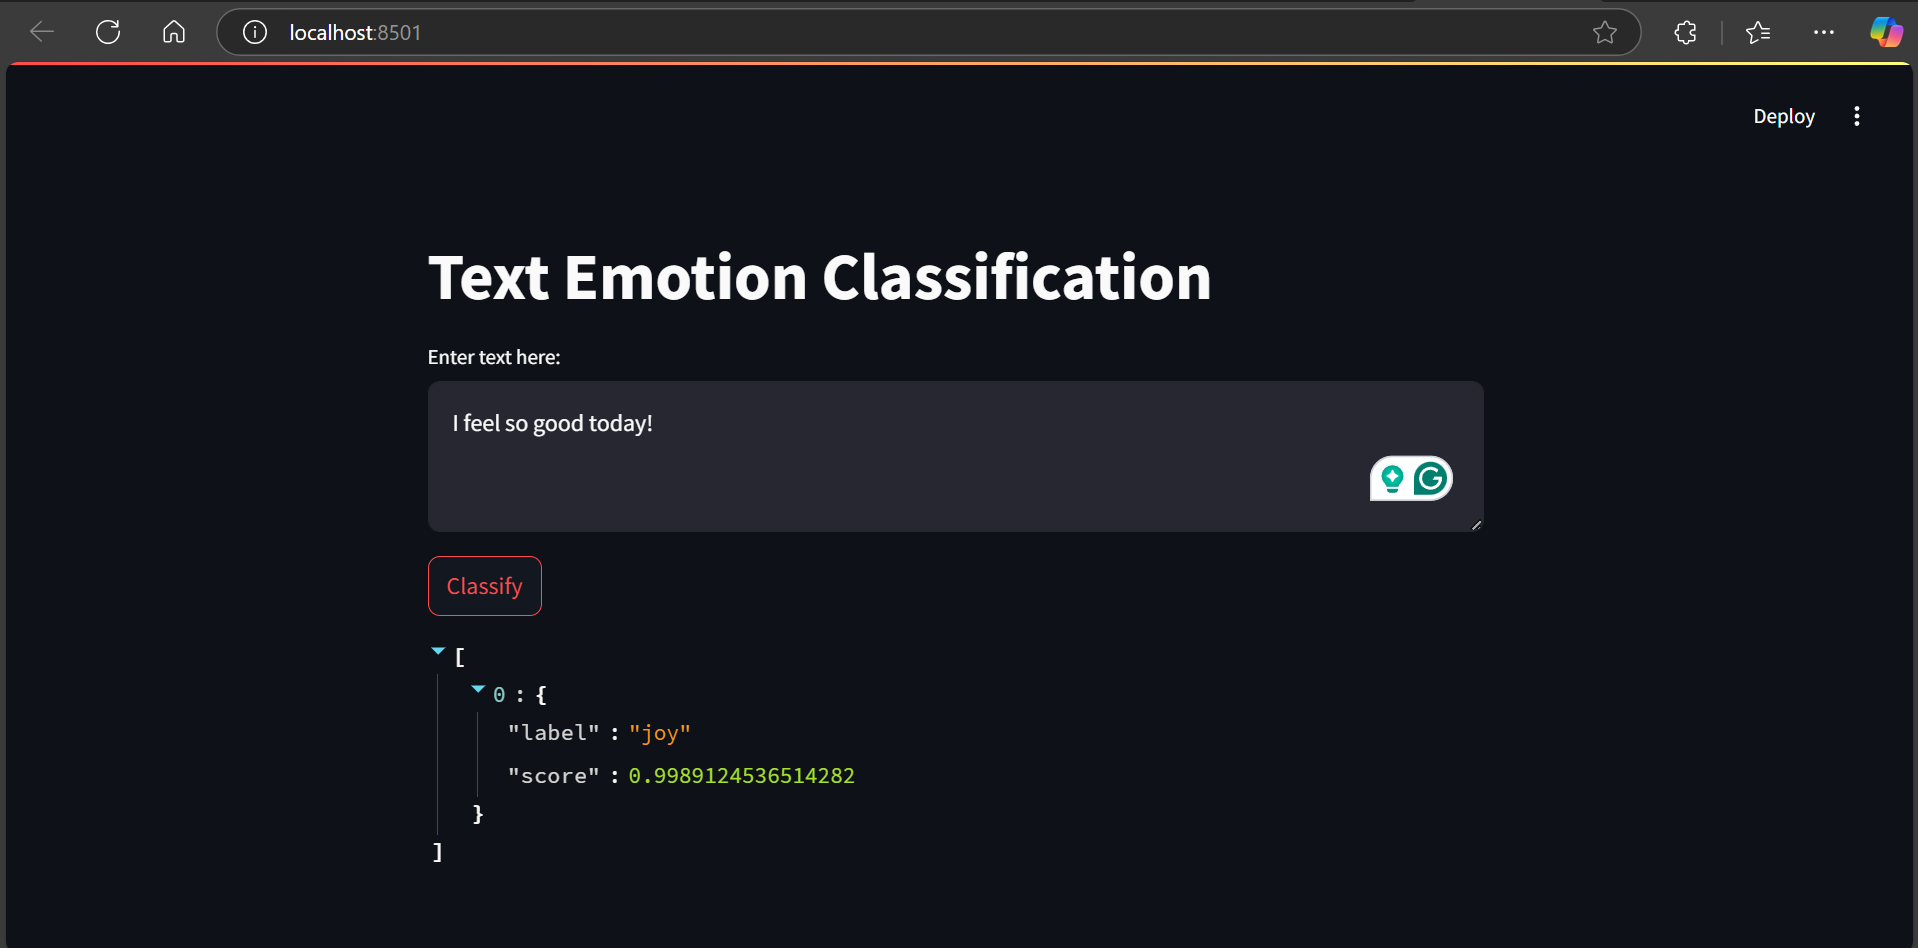 localhost:8501
Deploy
Text Emotion Classification
Enter text here:
I feel so good today!
Classify
[
0 : {
"label" : "joy"
"score" : 0.9989124536514282
}
]